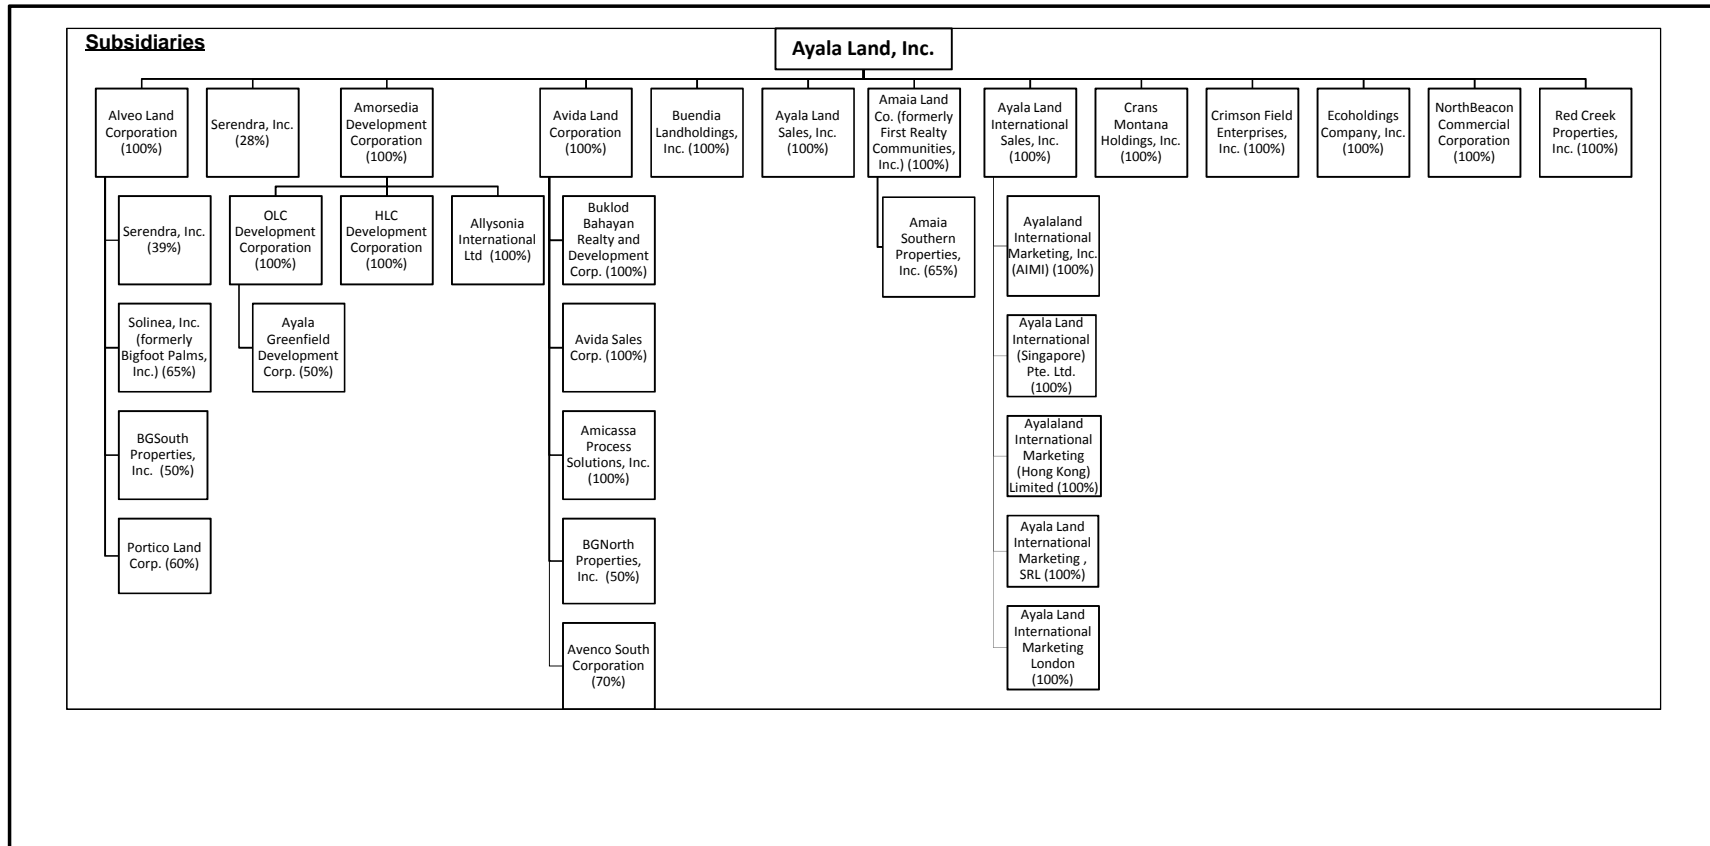 Subsidiaries
Ayala Land, Inc.
Alveo Land
Corporation
(100%)
Serendra, Inc.
(28%)
Amorsedia
Development
Corporation
(100%)
Avida Land
Corporation
(100%)
Buendia
Landholdings,
Inc. (100%)
Ayala Land
Sales, Inc.
(100%)
Amaia Land
Co. (formerly
First Realty
Communities,
Inc.) (100%)
Ayala Land
International
Sales, Inc.
(100%)
Crans
Montana
Holdings, Inc.
(100%)
Crimson Field
Enterprises,
Inc. (100%)
Ecoholdings
Company, Inc.
(100%)
NorthBeacon
Commercial
Corporation
(100%)
Red Creek
Properties,
Inc. (100%)
Serendra, Inc.
(39%)
OLC
Development
Corporation
(100%)
HLC
Development
Corporation
(100%)
Allysonia
International
Ltd (100%)
Buklod
Bahayan
Realty and
Development
Corp. (100%)
Amaia
Southern
Properties,
Inc. (65%)
Ayalaland
International
Marketing, Inc.
(AIMI) (100%)
Solinea, Inc.
(formerly
Bigfoot Palms,
Inc.) (65%)
Ayala
Greenfield
Development
Corp. (50%)
Avida Sales
Corp. (100%)
Ayala Land
International
(Singapore)
Pte. Ltd.
(100%)
BGSouth
Properties,
Inc. (50%)
Amicassa
Process
Solutions, Inc.
(100%)
Ayalaland
International
Marketing
(Hong Kong)
Limited (100%)
Portico Land
Corp. (60%)
BGNorth
Properties,
Inc. (50%)
Ayala Land
International
Marketing ,
SRL (100%)
Avenco South
Corporation
(70%)
Ayala Land
International
Marketing
London
(100%)